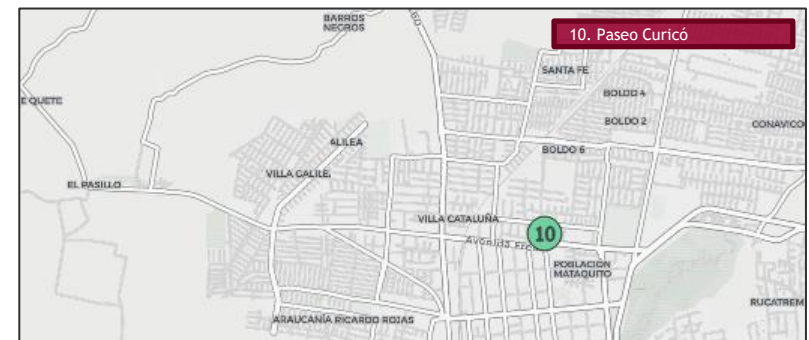 BARROS
NEGROS
10. Paseo Curicó
SANTA FE
E QUETE
BOLDO 4
BOLDO 2
CONAVICO
ALILEA
BOLDO 6
VILLA GALILE.
EL PASILLO
VILLA CATALUÑA
10
Avenida
POBLACION
MATAQUITO
RUCATREM
ARAUCANÍA RICARDO ROJAS